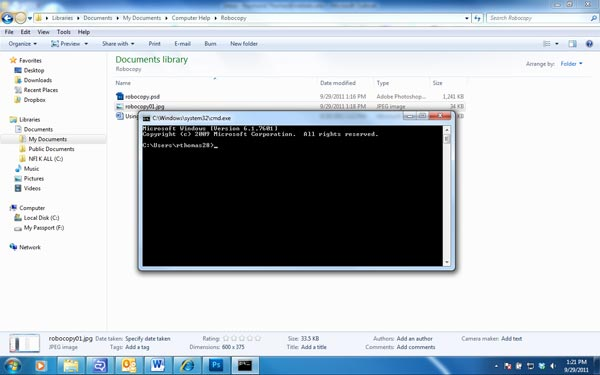 Libraries ▸ Documents ▸ My Documents ▸ Computer Help ▸ Robocopy
Search Robocopy
File Edit View Tools Help
Organize Preview Share with Print E-mail Burn New folder
Favorites
Desktop
Downloads
Recent Places
Dropbox
Libraries
Documents
My Documents
Public Documents
NFI K ALL (C:)
Music
Pictures
Videos
Computer
Local Disk (C:)
My Passport (F:)
Network
Documents library
Robocopy
Arrange by: Folder
Name Date modified Type Size
robocopy.psd 9/29/2011 1:16 PM Adobe Photoshop... 1,241 KB
robocopy01.jpg 9/29/2011 1:18 PM JPEG image 34 KB
Using
C:\Windows\system32\cmd.exe
Microsoft Windows [Version 6.1.7601]
Copyright (c) 2009 Microsoft Corporation. All rights reserved.
C:\Users\rthomas28>_
robocopy01.jpg Date taken: Specify date taken Rating: Size: 33.5 KB Authors: Add an author Camera maker: Add text
JPEG image Tags: Add a tag Dimensions: 600 x 375 Title: Add a title Comments: Add comments
1:21 PM
9/29/2011